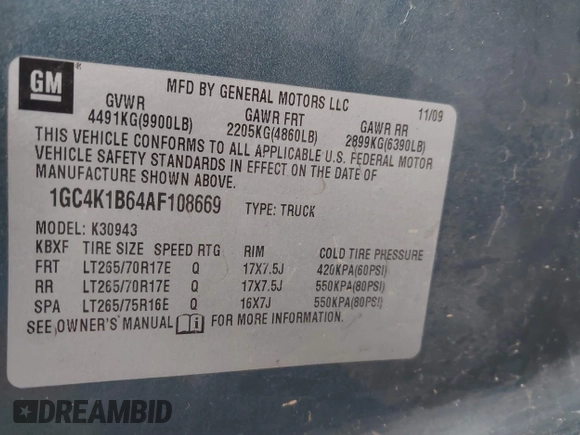 GM
MFD BY GENERAL MOTORS LLC
11/09
GVWR GAWR FRT GAWR RR
4491KG(9900LB) 2205KG(4860LB) 2899KG(6390LB)
THIS VEHICLE CONFORMS TO ALL APPLICABLE U.S. FEDERAL MOTOR
VEHICLE SAFETY STANDARDS IN EFFECT ON THE DATE OF
MANUFACTURE SHOWN ABOVE.
1GC4K1B64AF108669 TYPE: TRUCK
MODEL: K30943
KBXF TIRE SIZE SPEED RTG RIM COLD TIRE PRESSURE
FRT LT265/70R17E Q 17X7.5J 420KPA(60PSI)
RR LT265/70R17E Q 17X7.5J 550KPA(80PSI)
SPA LT265/75R16E Q 16X7J 550KPA(80PSI)
SEE OWNER'S MANUAL FOR MORE INFORMATION.
DREAMBID